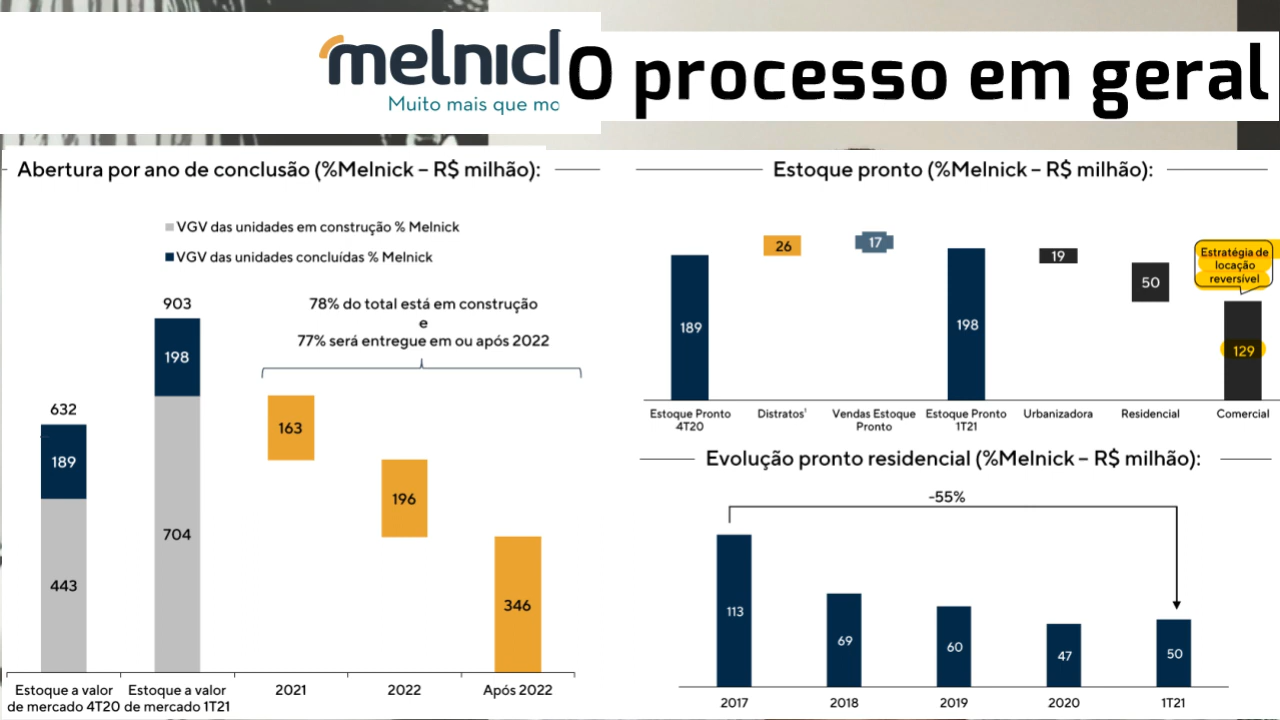 melnic
Muito mais que mo
O processo em geral
Abertura por ano de conclusão (%Melnick – R$ milhão):
VGV das unidades em construção % Melnick
VGV das unidades concluídas % Melnick
903
78% do total está em construção
e
77% será entregue em ou após 2022
198
632
163
189
196
704
443
346
Estoque a valor
de mercado 4T20
Estoque a valor
de mercado 1T21
2021
2022
Após 2022
Estoque pronto (%Melnick – R$ milhão):
26
17
19
50
Estratégia de
locação
reversível
189
198
129
Estoque Pronto
4T20
Distratos¹
Vendas Estoque
Pronto
Estoque Pronto
1T21
Urbanizadora
Residencial
Comercial
Evolução pronto residencial (%Melnick – R$ milhão):
-55%
113
69
60
47
50
2017
2018
2019
2020
1T21